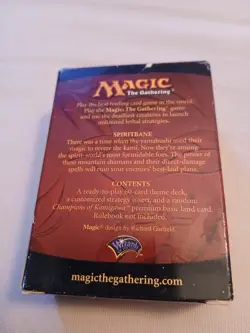 MAGIC
The Gathering®
Play the best trading card game in the world.
Play the Magic: The Gathering® game
and use the deadliest creatures to launch
unlimited lethal strategies.
SPIRITBANE
There was a time when the yamabushi used their
magic to revere the kami. Now they're among
the spirit world's most formidable foes. The power of
these mountain shamans and their direct-damage
spells will ruin your enemies' best-laid plans.
CONTENTS
A ready-to-play 60-card theme deck,
a customized strategy insert, and a random
Champions of Kamigawa™ premium basic land card.
Rulebook not included.
Magic® design by Richard Garfield.
Wizards
magicthegathering.com